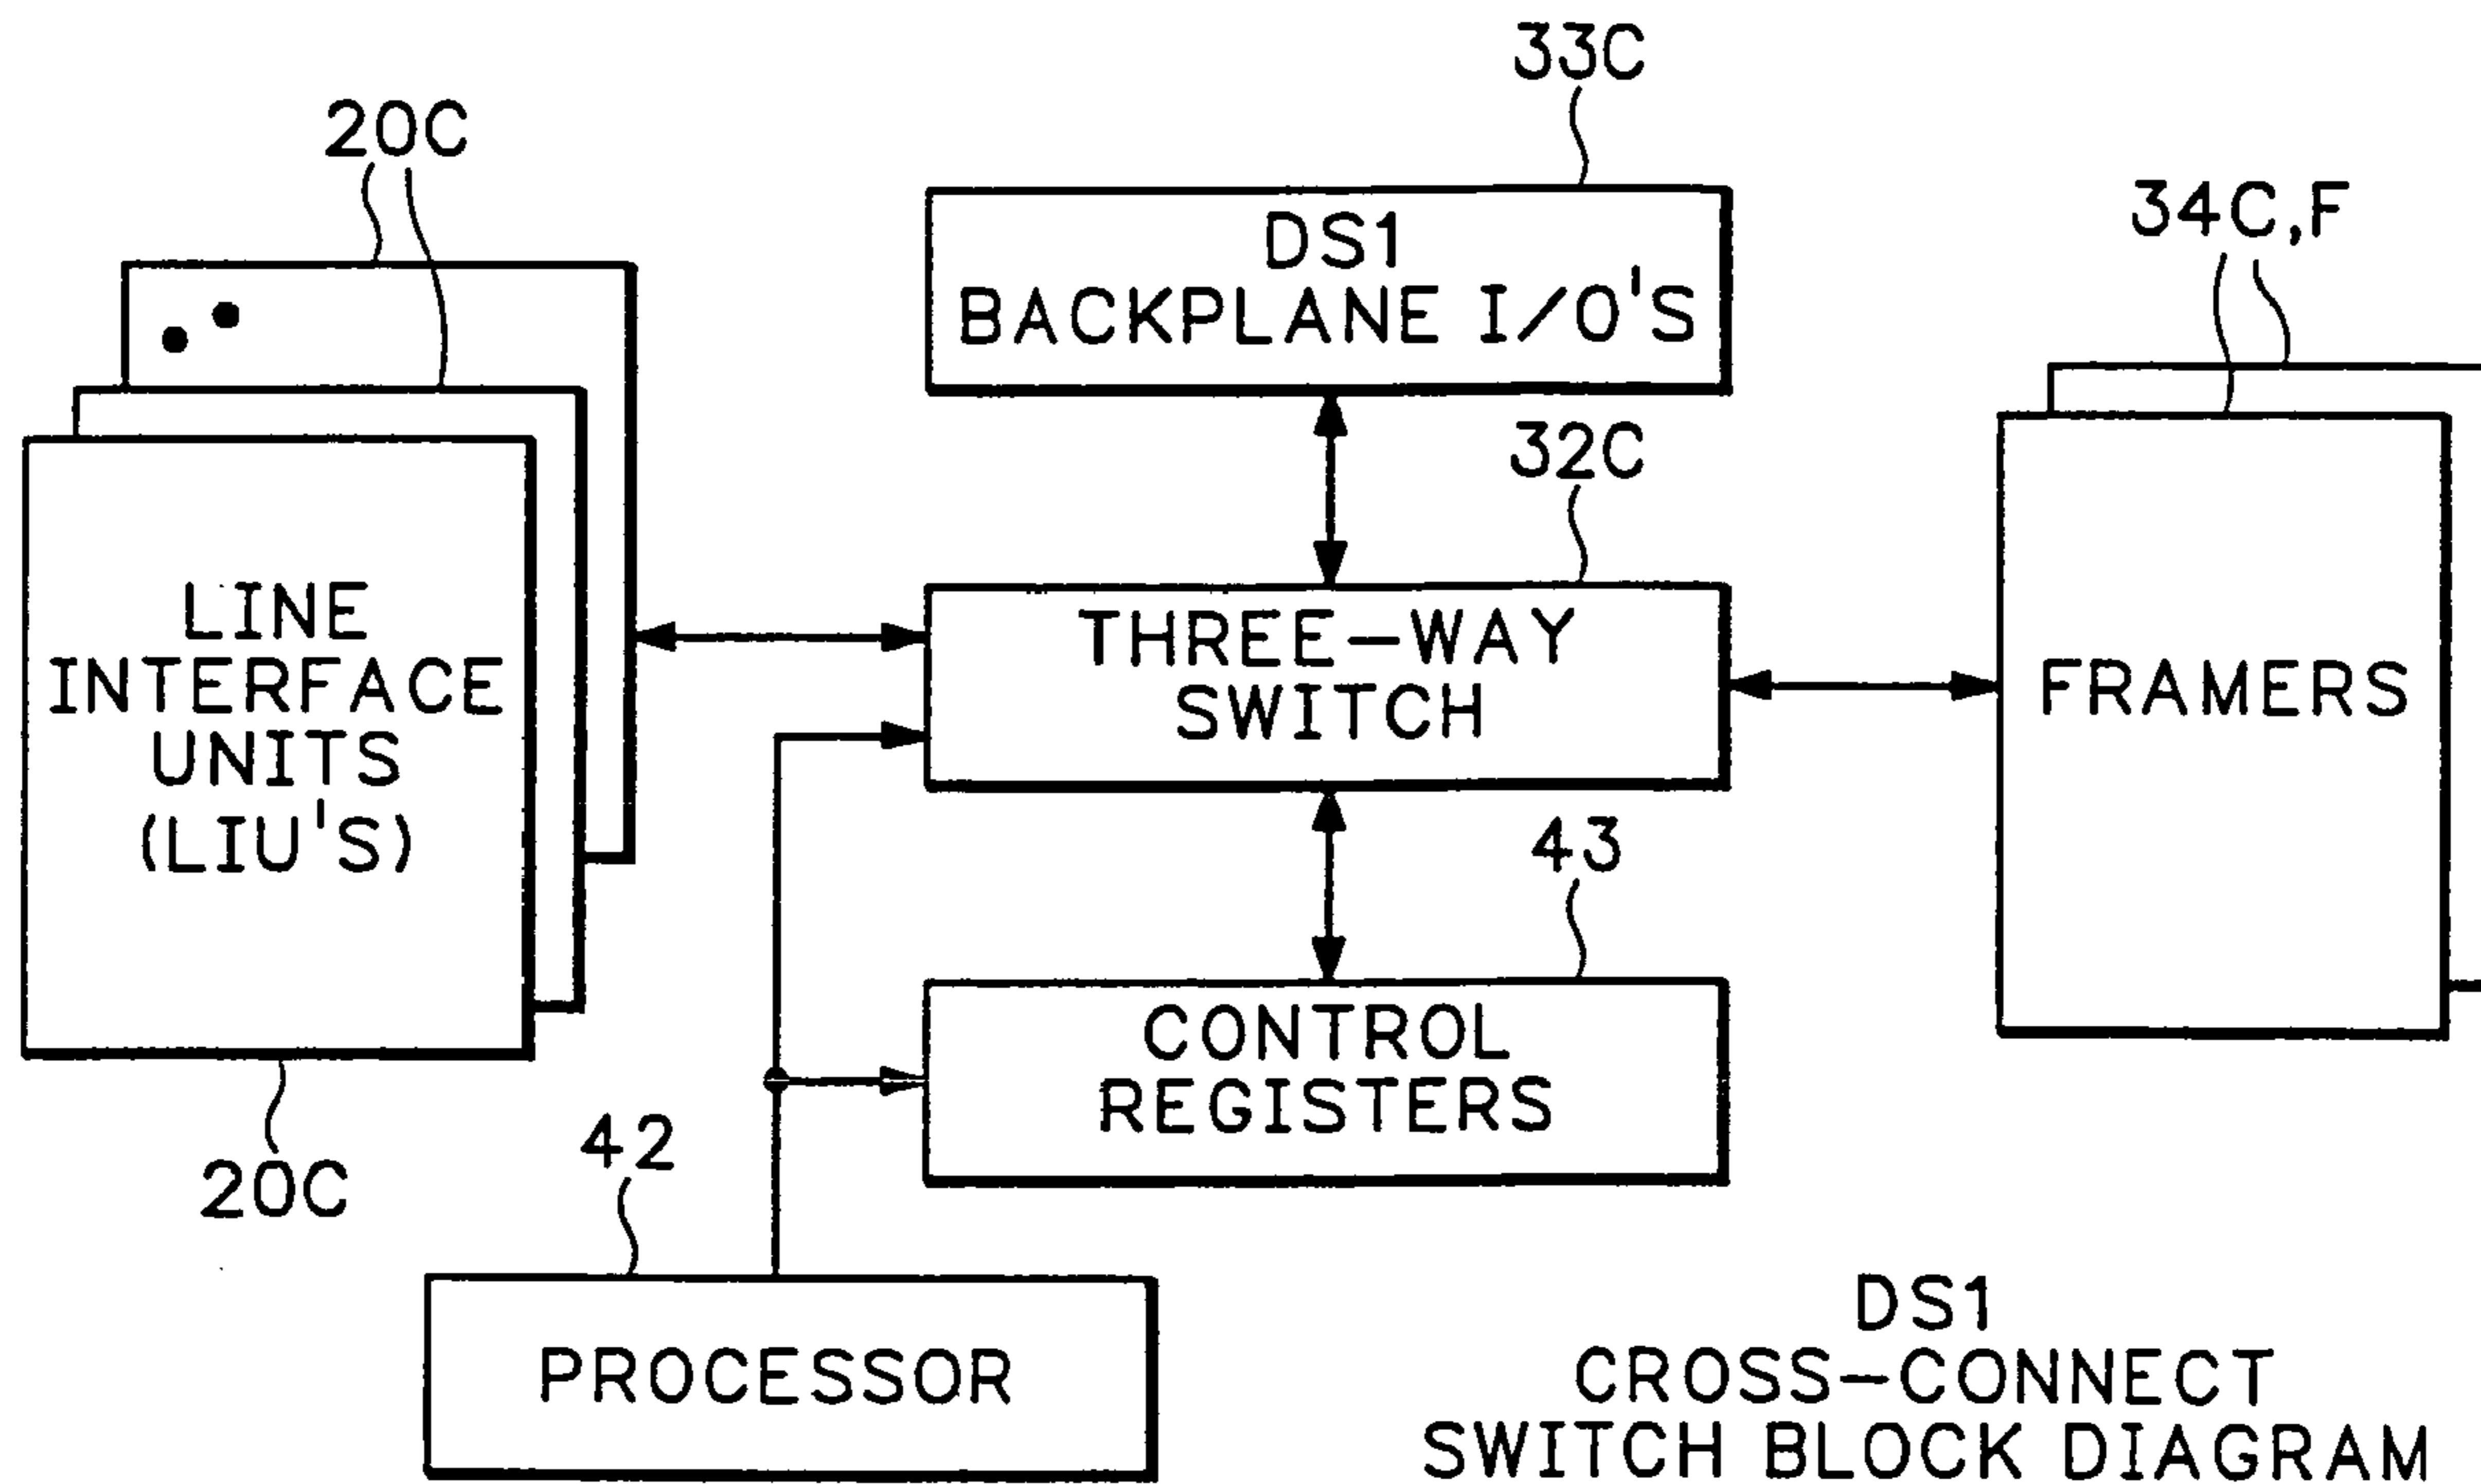 33C
20C
34C,F
DS1
BACKPLANE I/O'S
32C
LINE
INTERFACE
UNITS
(LIU'S)
THREE-WAY
SWITCH
FRAMERS
43
CONTROL
REGISTERS
20C
42
PROCESSOR
DS1
CROSS-CONNECT
SWITCH BLOCK DIAGRAM